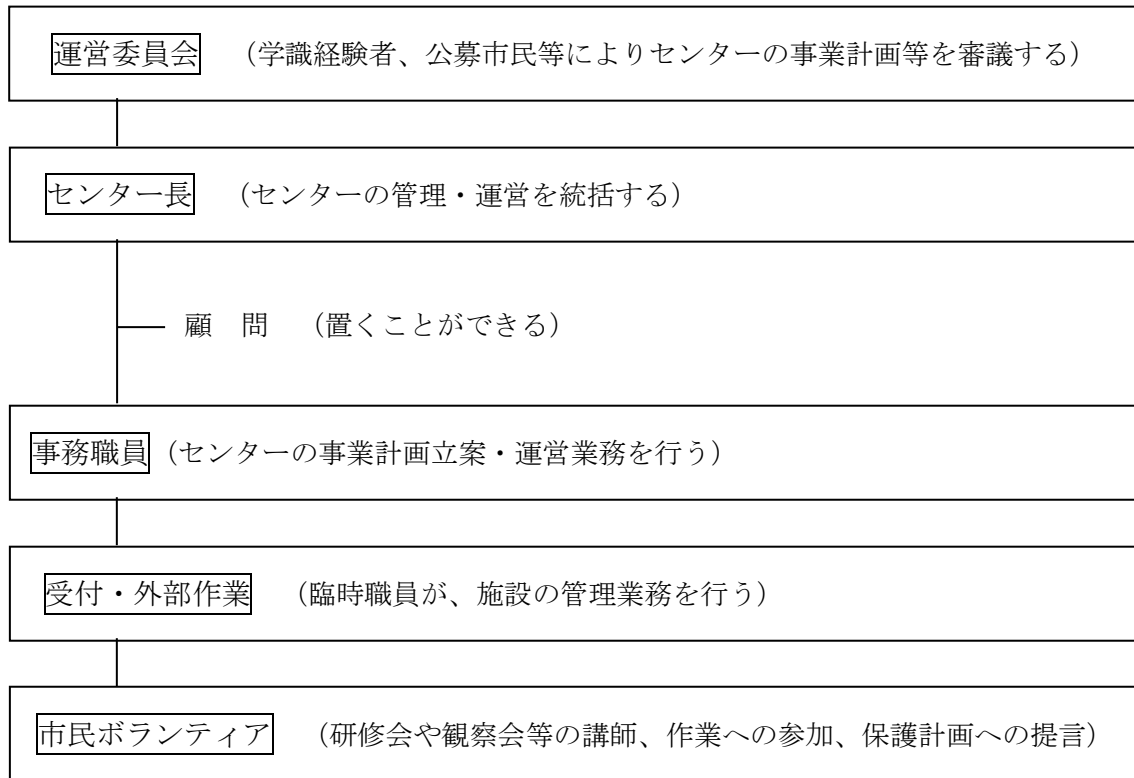 運営委員会 （学識経験者、公募市民等によりセンターの事業計画等を審議する）
センター長 （センターの管理・運営を統括する）
顧　問 （置くことができる）
事務職員（センターの事業計画立案・運営業務を行う）
受付・外部作業 （臨時職員が、施設の管理業務を行う）
市民ボランティア （研修会や観察会等の講師、作業への参加、保護計画への提言）